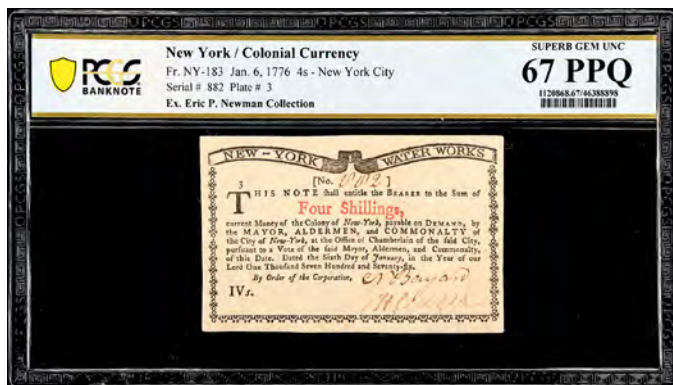 PCGS BANKNOTE
New York / Colonial Currency
Fr. NY-183 Jan. 6, 1776 4s - New York City
Serial # 882 Plate # 3
Ex. Eric P. Newman Collection
SUPERB GEM UNC
67 PPQ
1120868.67/46388898
NEW-YORK WATER WORKS
[No. 882]
3
THIS NOTE shall entitle the BEARER to the Sum of
Four Shillings,
current Money of the Colony of New-York, payable on DEMAND, by
the MAYOR, ALDERMEN, and COMMONALTY of
the City of New-York, at the Office of Chamberlain of the said City,
pursuant to a Vote of the said Mayor, Aldermen, and Commonalty,
of this Date. Dated the Sixth Day of January, in the Year of our
Lord One Thousand Seven Hundred and Seventy-six.
By Order of the Corporation,
N Bayard
IVs.